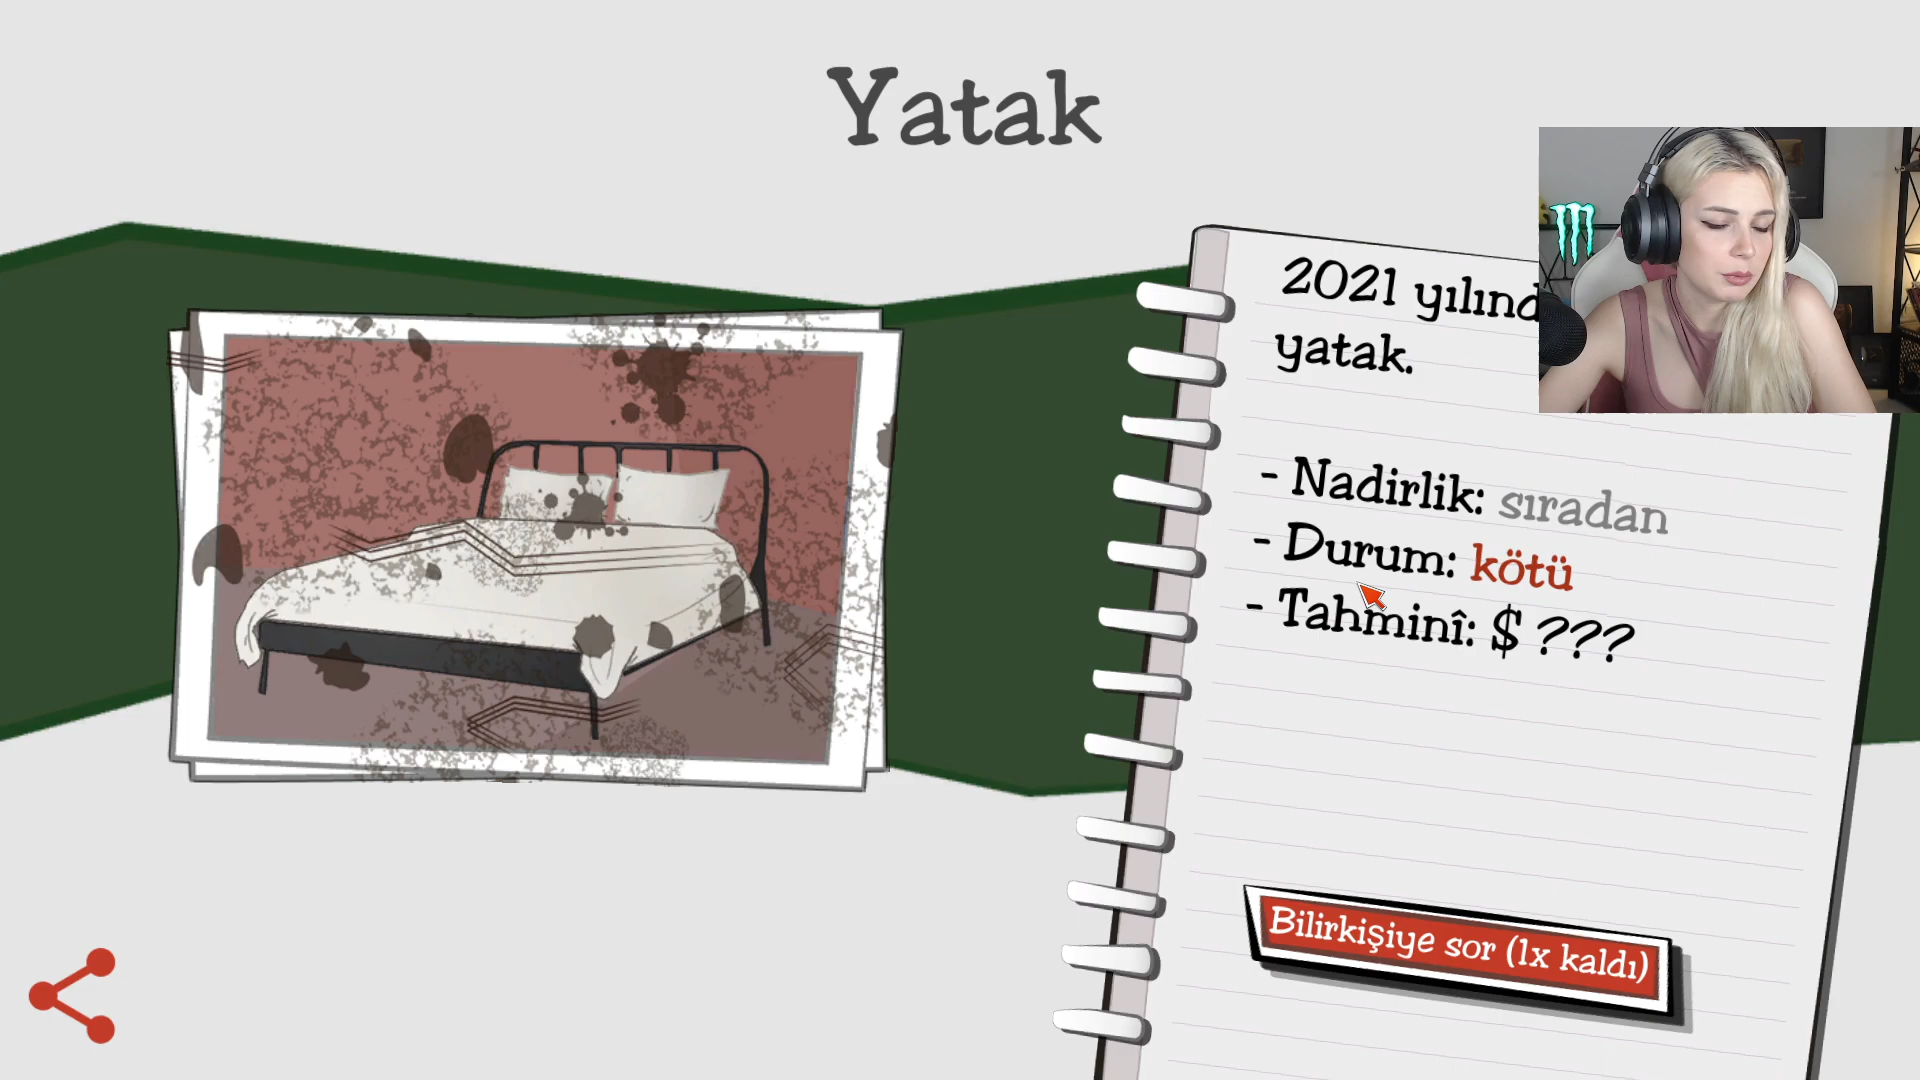 Yatak
2021 yılınd
yatak.
- Nadirlik: sıradan
- Durum: kötü
- Tahminî: $ ???
Bilirkişiye sor (1x kaldı)